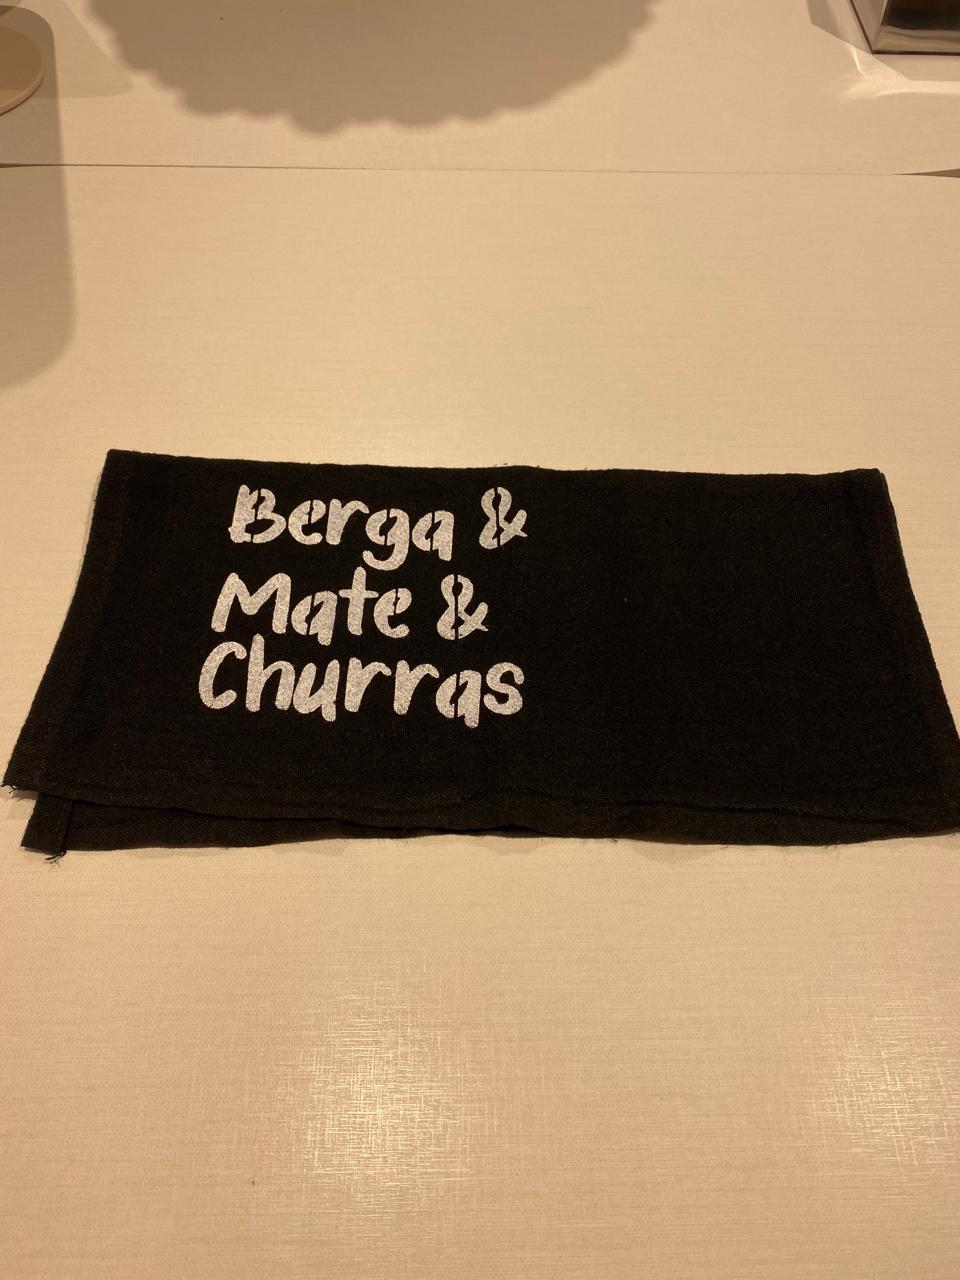 Berga &
Mate &
Churras